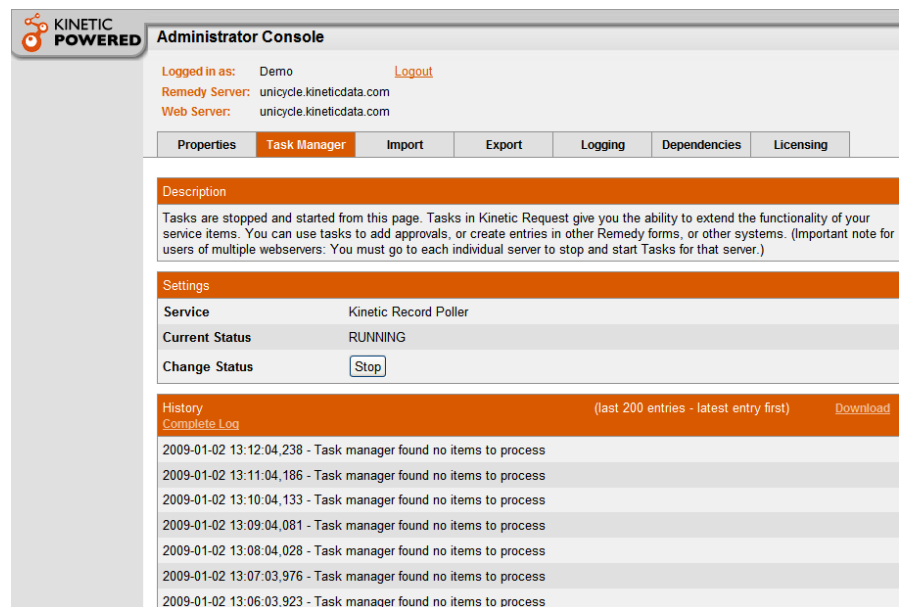 KINETIC
POWERED
Administrator Console
Logged in as: Demo Logout
Remedy Server: unicycle.kineticdata.com
Web Server: unicycle.kineticdata.com
Properties Task Manager Import Export Logging Dependencies Licensing
Description
Tasks are stopped and started from this page. Tasks in Kinetic Request give you the ability to extend the functionality of your
service items. You can use tasks to add approvals, or create entries in other Remedy forms, or other systems. (Important note for
users of multiple webservers: You must go to each individual server to stop and start Tasks for that server.)
Settings
Service Kinetic Record Poller
Current Status RUNNING
Change Status Stop
History (last 200 entries - latest entry first) Download
Complete Log
2009-01-02 13:12:04,238 - Task manager found no items to process
2009-01-02 13:11:04,186 - Task manager found no items to process
2009-01-02 13:10:04,133 - Task manager found no items to process
2009-01-02 13:09:04,081 - Task manager found no items to process
2009-01-02 13:08:04,028 - Task manager found no items to process
2009-01-02 13:07:03,976 - Task manager found no items to process
2009-01-02 13:06:03,923 - Task manager found no items to process